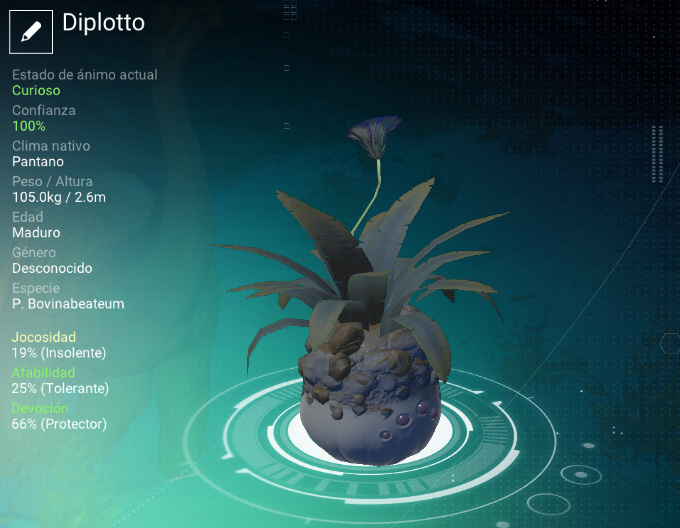 Diplotto
Estado de ánimo actual
Curioso
Confianza
100%
Clima nativo
Pantano
Peso / Altura
105.0kg / 2.6m
Edad
Maduro
Género
Desconocido
Especie
P. Bovinabeateum
Jocosidad
19% (Insolente)
Afabilidad
25% (Tolerante)
Devoción
66% (Protector)